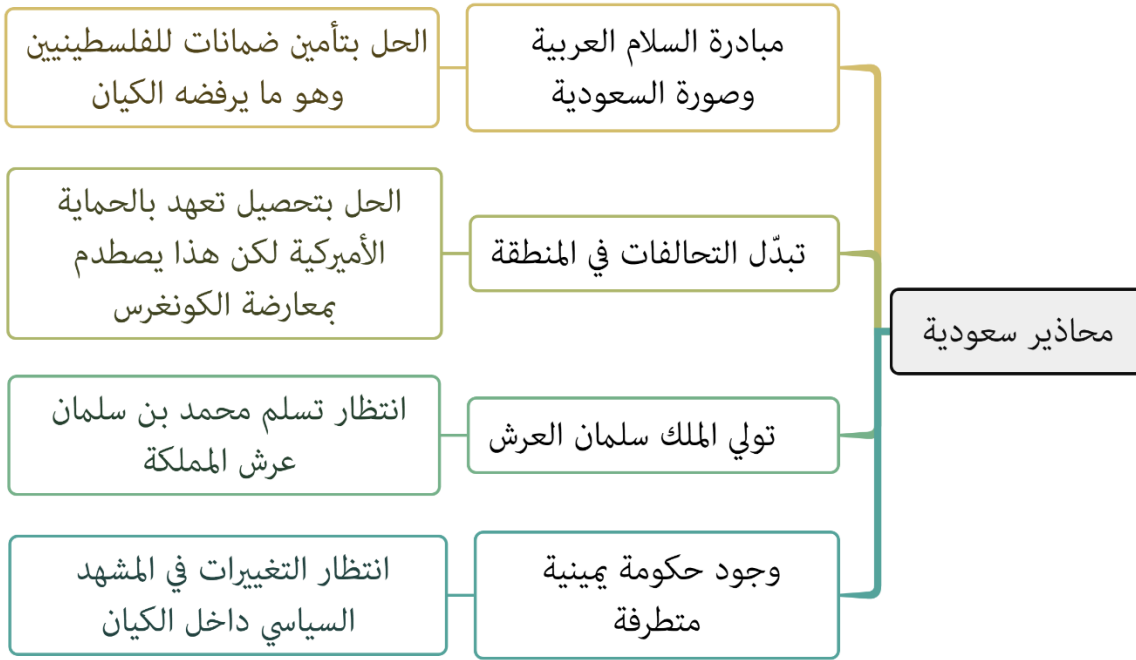 محاذير سعودية
مبادرة السلام العربية
وصورة السعودية
الحل بتأمين ضمانات للفلسطينيين
وهو ما يرفضه الكيان
تبدّل التحالفات في المنطقة
الحل بتحصيل تعهد بالحماية
الأميركية لكن هذا يصطدم
بمعارضة الكونغرس
تولي الملك سلمان العرش
انتظار تسلم محمد بن سلمان
عرش المملكة
وجود حكومة يمينية
متطرفة
انتظار التغييرات في المشهد
السياسي داخل الكيان